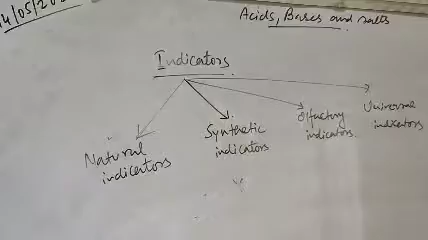 14/05/20
Acids, Bases and salts
Indicators
Natural
indicators
Synthetic
indicators
Olfactory
indicators.
Universal
indicators